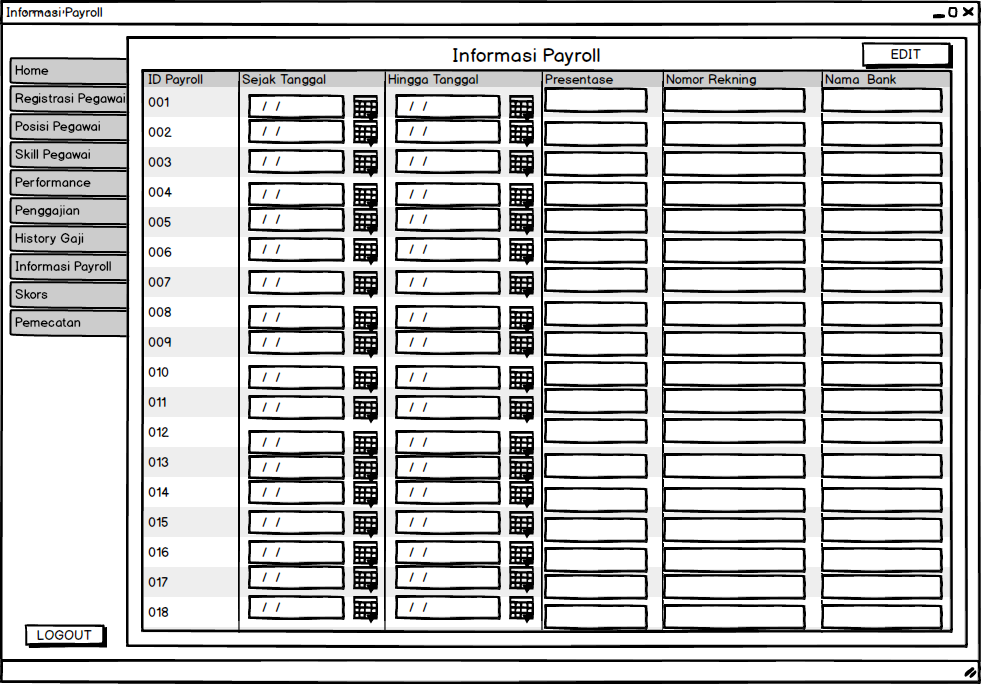 Informasi Payroll
Informasi Payroll
EDIT
Home
Registrasi Pegawai
Posisi Pegawai
Skill Pegawai
Performance
Penggajian
History Gaji
Informasi Payroll
Skors
Pemecatan
LOGOUT
ID Payroll Sejak Tanggal Hingga Tanggal Presentase Nomor Rekning Nama Bank
001 / / / /
002 / / / /
003 / / / /
004 / / / /
005 / / / /
006 / / / /
007 / / / /
008 / / / /
009 / / / /
010 / / / /
011 / / / /
012 / / / /
013 / / / /
014 / / / /
015 / / / /
016 / / / /
017 / / / /
018 / / / /